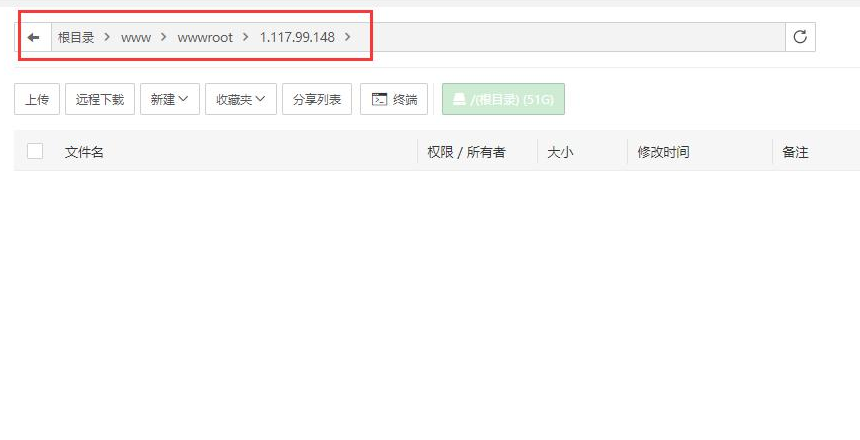 根目录 > www > wwwroot > 1.117.99.148 >
上传 远程下载 新建 收藏夹 分享列表 终端 /(根目录) (51G)
文件名 权限 / 所有者 大小 修改时间 备注